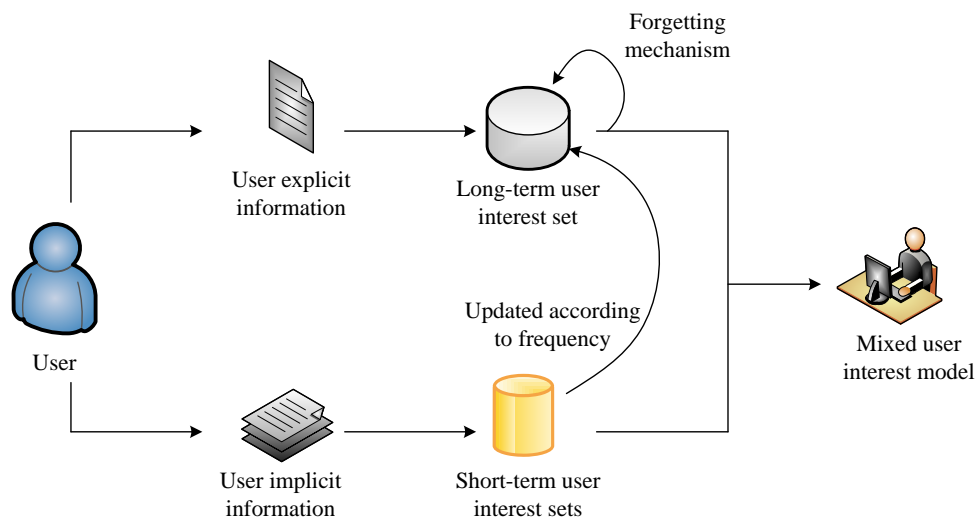 Forgetting
mechanism
User explicit
information
Long-term user
interest set
User
Updated according
to frequency
Mixed user
interest model
User implicit
information
Short-term user
interest sets